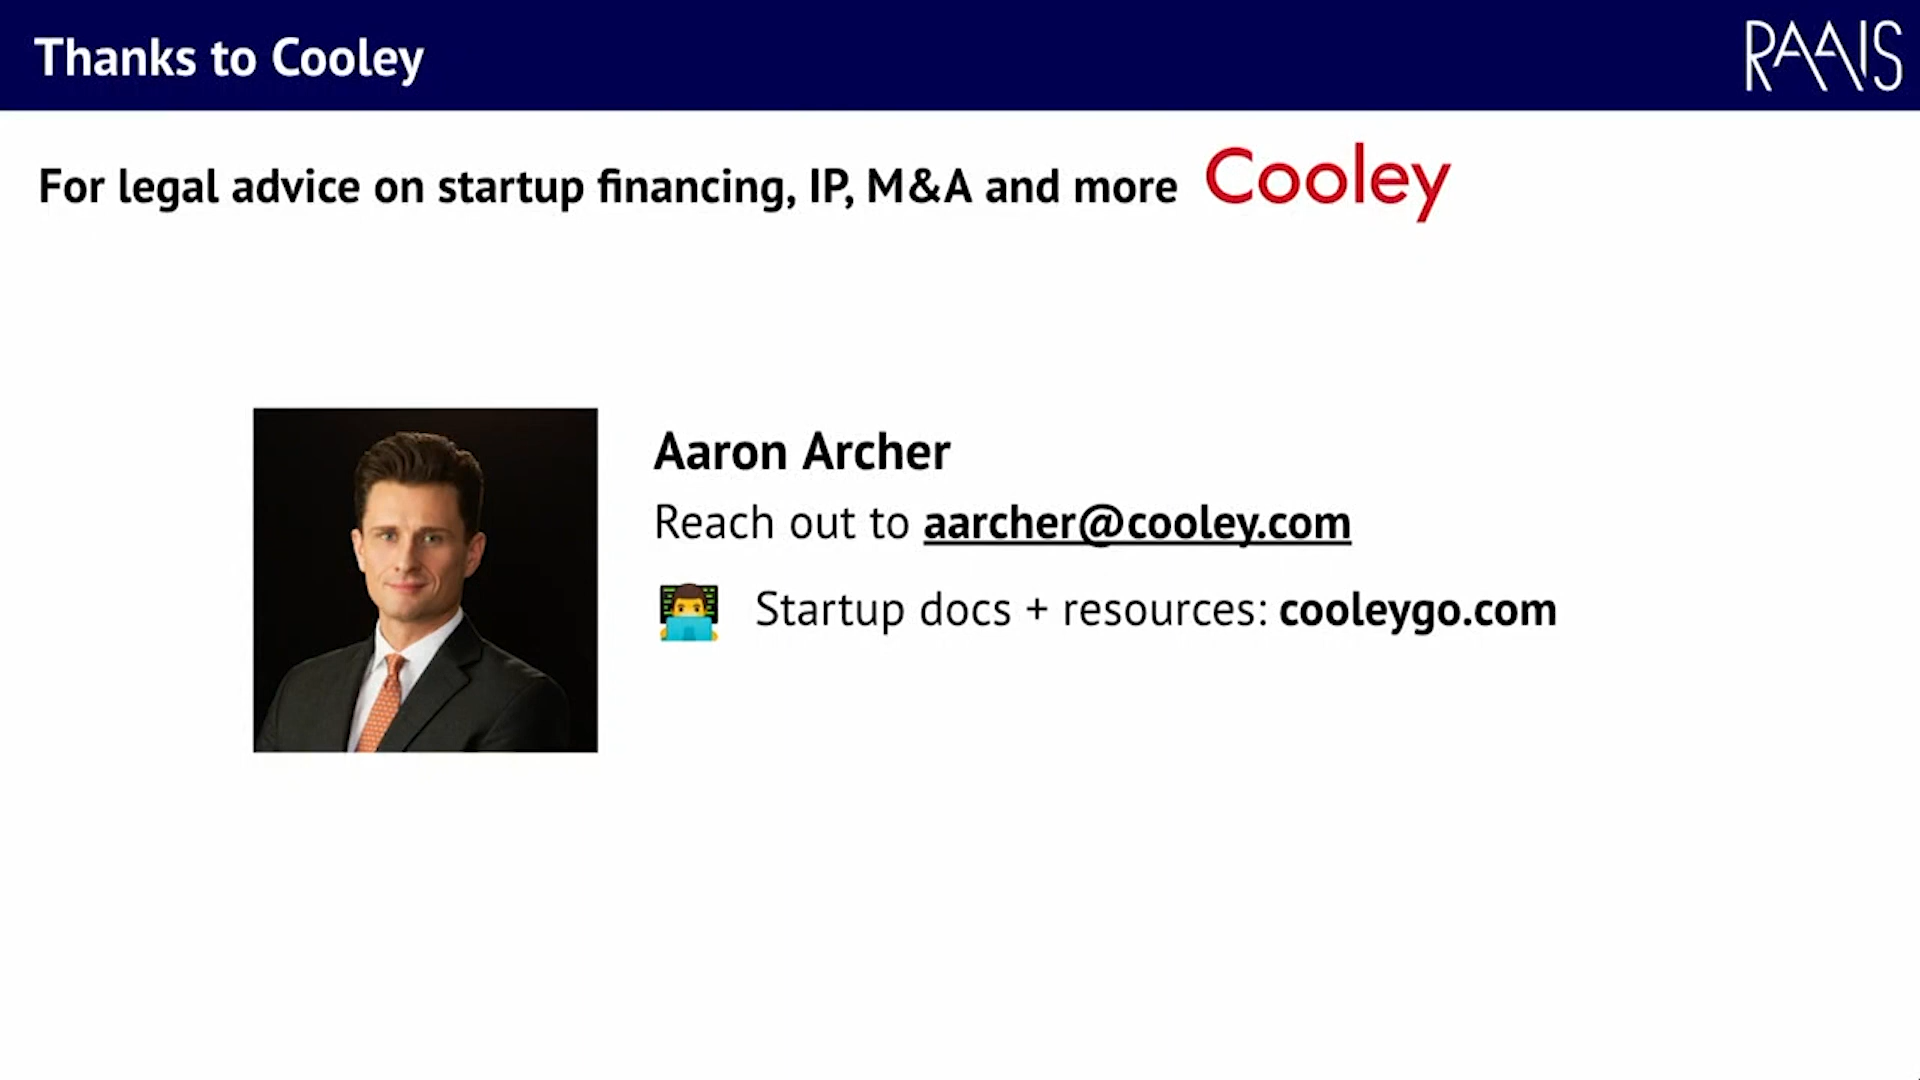 Thanks to Cooley
RAAIS
For legal advice on startup financing, IP, M&A and more Cooley
Aaron Archer
Reach out to aarcher@cooley.com
Startup docs + resources: cooleygo.com